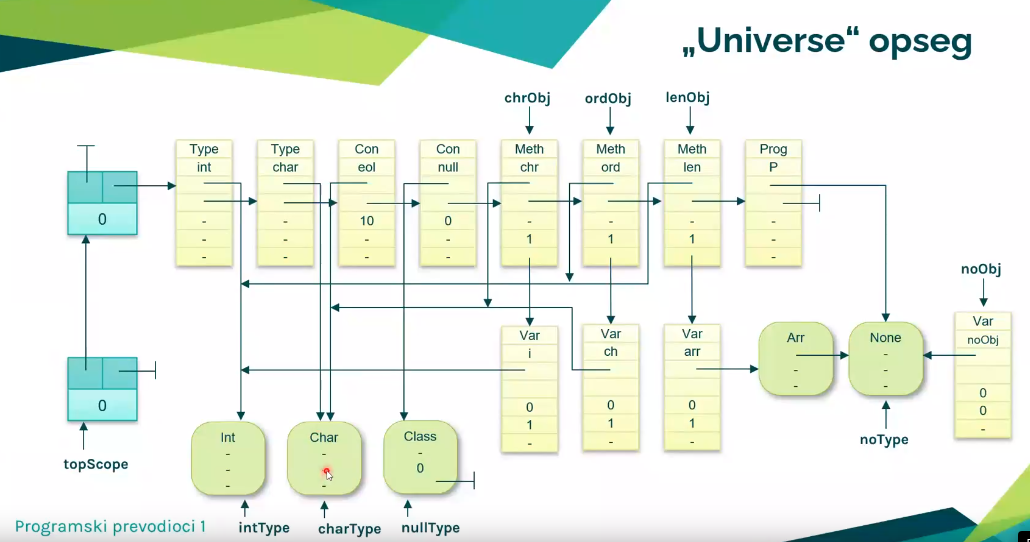 „Universe“ opseg
chrObj
ordObj
lenObj
Type
int
-
-
-
Type
char
-
-
-
Con
eol
10
-
-
Con
null
0
-
-
Meth
chr
-
1
-
Meth
ord
-
1
-
Meth
len
-
1
-
Prog
P
-
-
-
0
noObj
Var
i
0
1
-
Var
ch
0
1
-
Var
arr
0
1
-
Arr
-
-
None
-
-
-
Var
noObj
0
0
-
0
topScope
noType
Int
-
-
-
Char
-
-
Class
-
0
intType
charType
nullType
Programski prevodioci 1